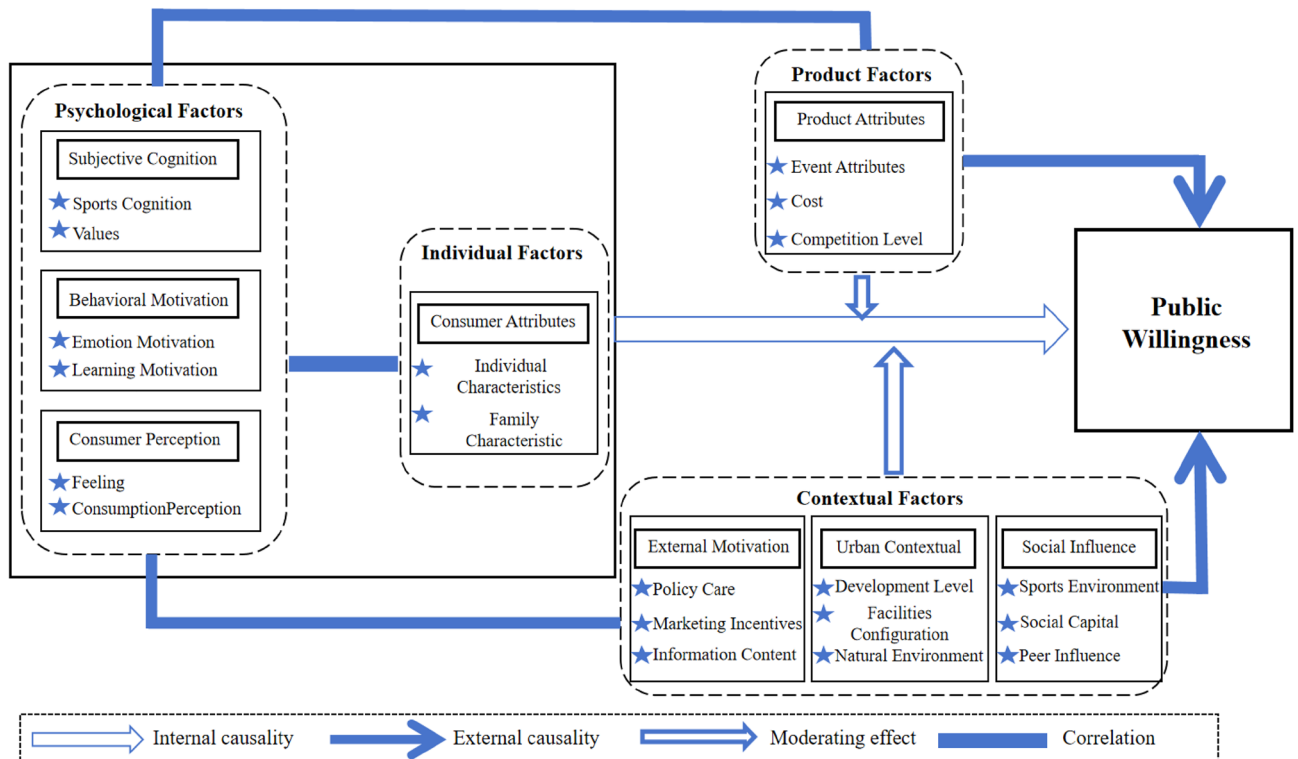 Psychological Factors
Subjective Cognition
Sports Cognition
Values
Behavioral Motivation
Emotion Motivation
Learning Motivation
Consumer Perception
Feeling
ConsumptionPerception
Individual Factors
Consumer Attributes
Individual
Characteristics
Family
Characteristic
Product Factors
Product Attributes
Event Attributes
Cost
Competition Level
Public
Willingness
Contextual Factors
External Motivation
Policy Care
Marketing Incentives
Information Content
Urban Contextual
Development Level
Facilities
Configuration
Natural Environment
Social Influence
Sports Environment
Social Capital
Peer Influence
Internal causality
External causality
Moderating effect
Correlation